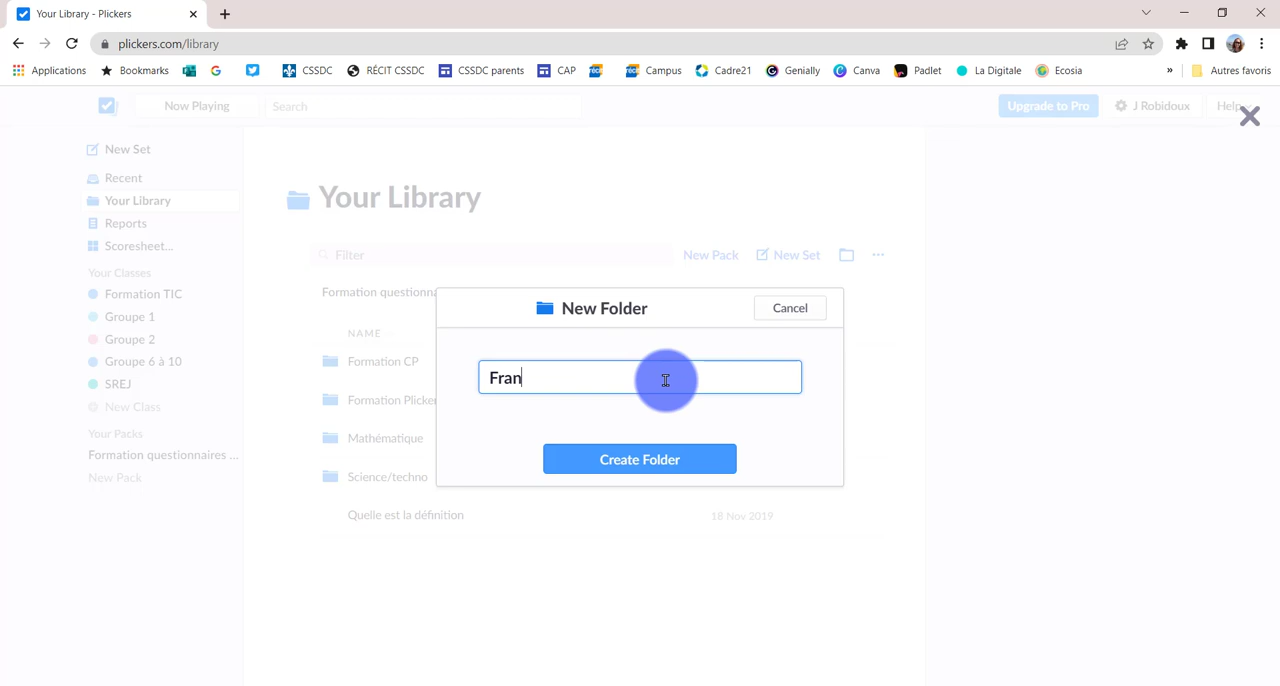 Your Library - Plickers
plickers.com/library
Applications Bookmarks CSSDC RÉCIT CSSDC CSSDC parents CAP Campus Cadre21 Genially Canva Padlet La Digitale Ecosia » Autres favoris
Now Playing Search Upgrade to Pro J Robidoux Help
New Set
Recent
Your Library
Reports
Scoresheet...
Your Classes
Formation TIC
Groupe 1
Groupe 2
Groupe 6 à 10
SREJ
New Class
Your Packs
Formation questionnaires ...
New Pack
Your Library
Filter New Pack New Set ...
Formation questionna
NAME
Formation CP
Formation Plicker
Mathématique
Science/techno
Quelle est la définition 18 Nov 2019
New Folder Cancel
Fran
Create Folder